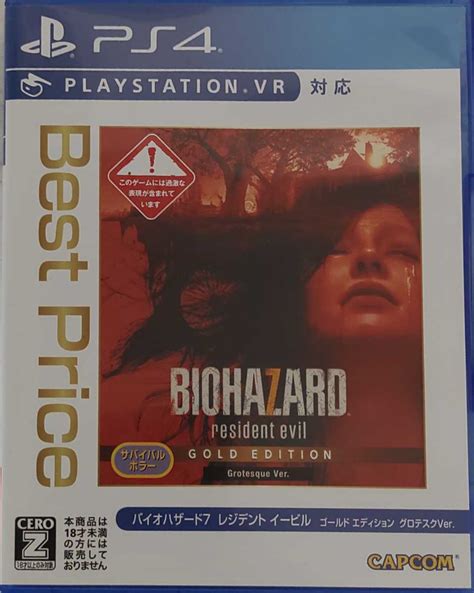 PS4
PLAYSTATION®VR 対応
Best Price
このゲームには過激な
表現が含まれています
BIOHAZARD
resident evil
GOLD EDITION
Grotesque Ver.
サバイバル
ホラー
CERO
Z
18才以上のみ対象
本商品は
18才未満
の方には
販売して
おりません
バイオハザード7 レジデント イービル ゴールド エディション グロテスクVer.
CAPCOM